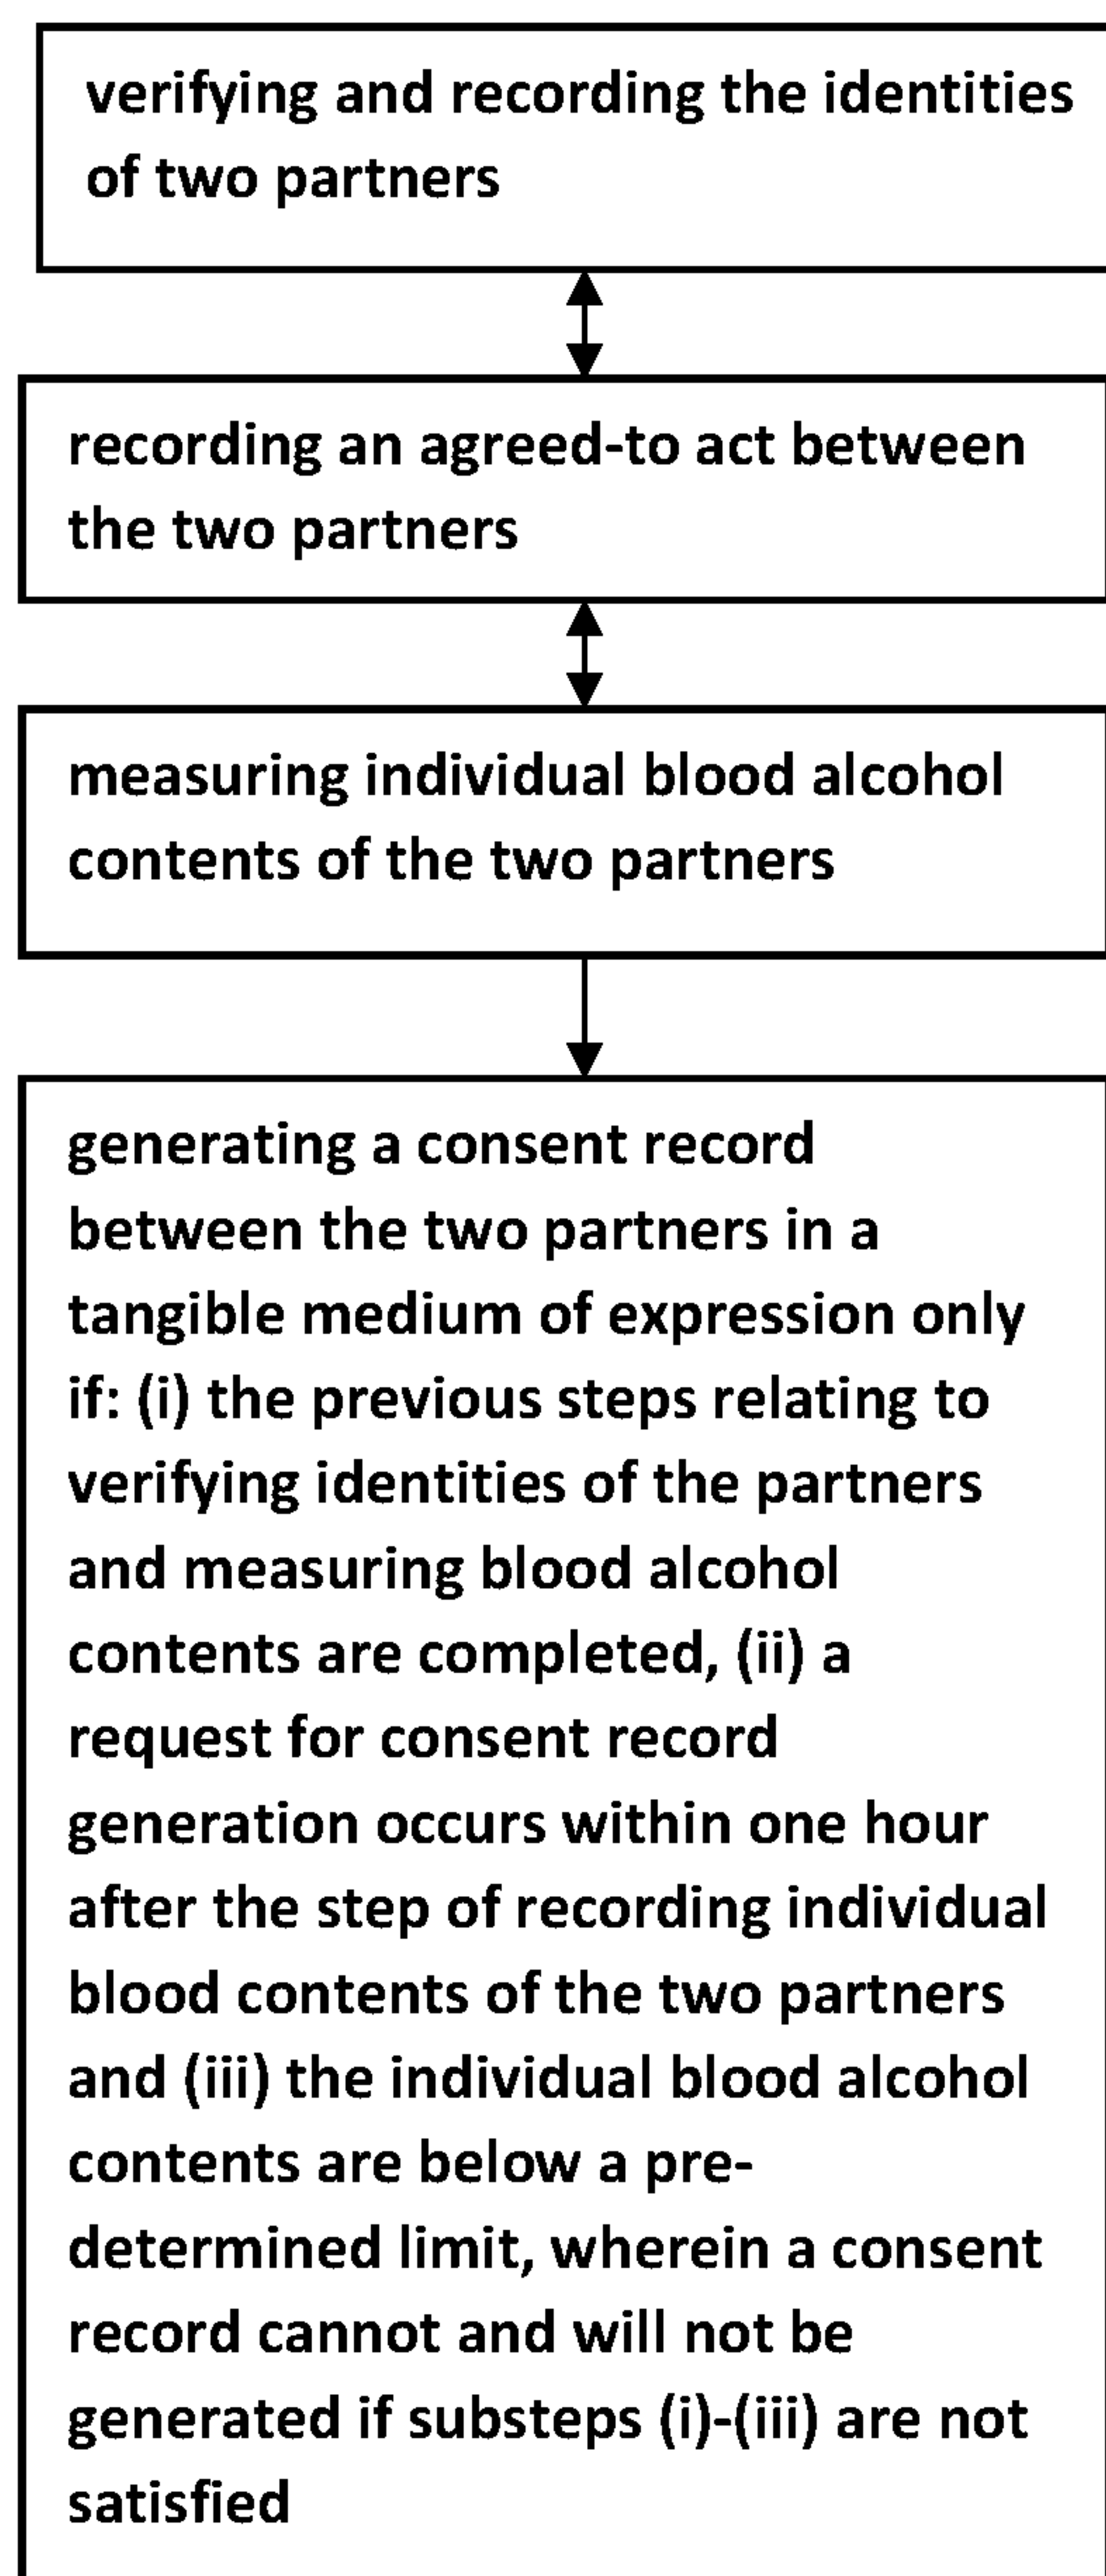 verifying and recording the identities
of two partners
recording an agreed-to act between
the two partners
measuring individual blood alcohol
contents of the two partners
generating a consent record
between the two partners in a
tangible medium of expression only
if: (i) the previous steps relating to
verifying identities of the partners
and measuring blood alcohol
contents are completed, (ii) a
request for consent record
generation occurs within one hour
after the step of recording individual
blood contents of the two partners
and (iii) the individual blood alcohol
contents are below a pre-
determined limit, wherein a consent
record cannot and will not be
generated if substeps (i)-(iii) are not
satisfied